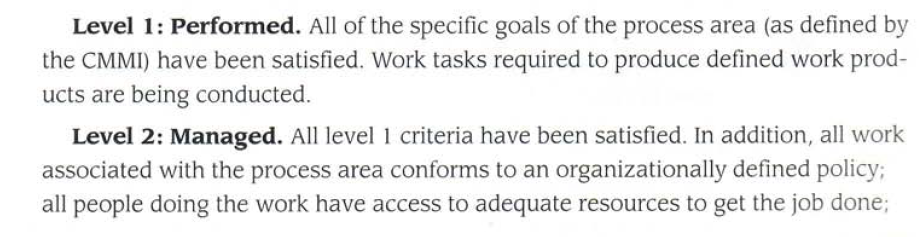 Level 1: Performed. All of the specific goals of the process area (as defined by
the CMMI) have been satisfied. Work tasks required to produce defined work prod-
ucts are being conducted.
Level 2: Managed. All level 1 criteria have been satisfied. In addition, all work
associated with the process area conforms to an organizationally defined policy;
all people doing the work have access to adequate resources to get the job done;